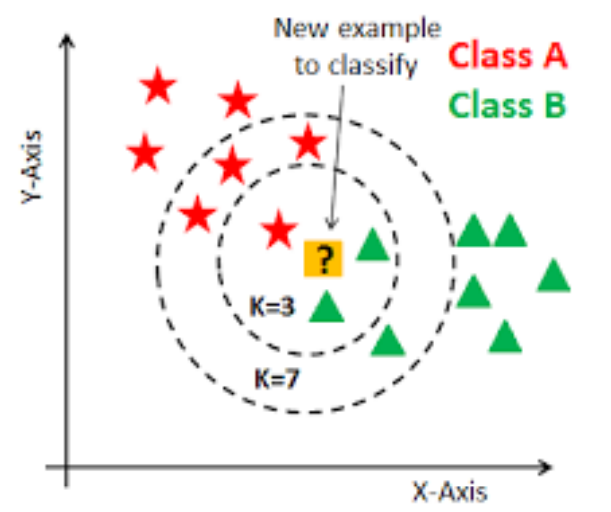 New example
to classify
Class A
Class B
Y-Axis
?
K=3
K=7
X-Axis